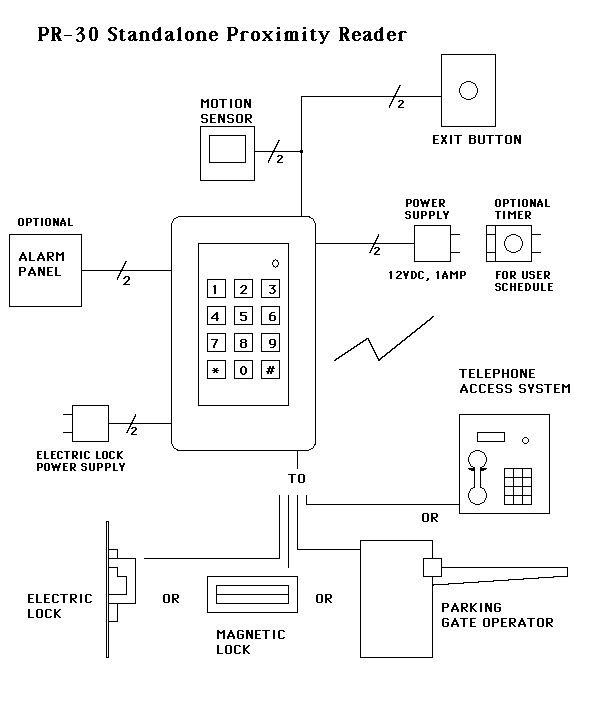 PR-30 Standalone Proximity Reader
MOTION
SENSOR
2
2
EXIT BUTTON
OPTIONAL
ALARM
PANEL
2
POWER
SUPPLY
OPTIONAL
TIMER
2
12VDC, 1AMP
FOR USER
SCHEDULE
1 2 3
4 5 6
7 8 9
* 0 #
TELEPHONE
ACCESS SYSTEM
2
ELECTRIC LOCK
POWER SUPPLY
TO
OR
ELECTRIC
LOCK
OR
OR
MAGNETIC
LOCK
PARKING
GATE OPERATOR